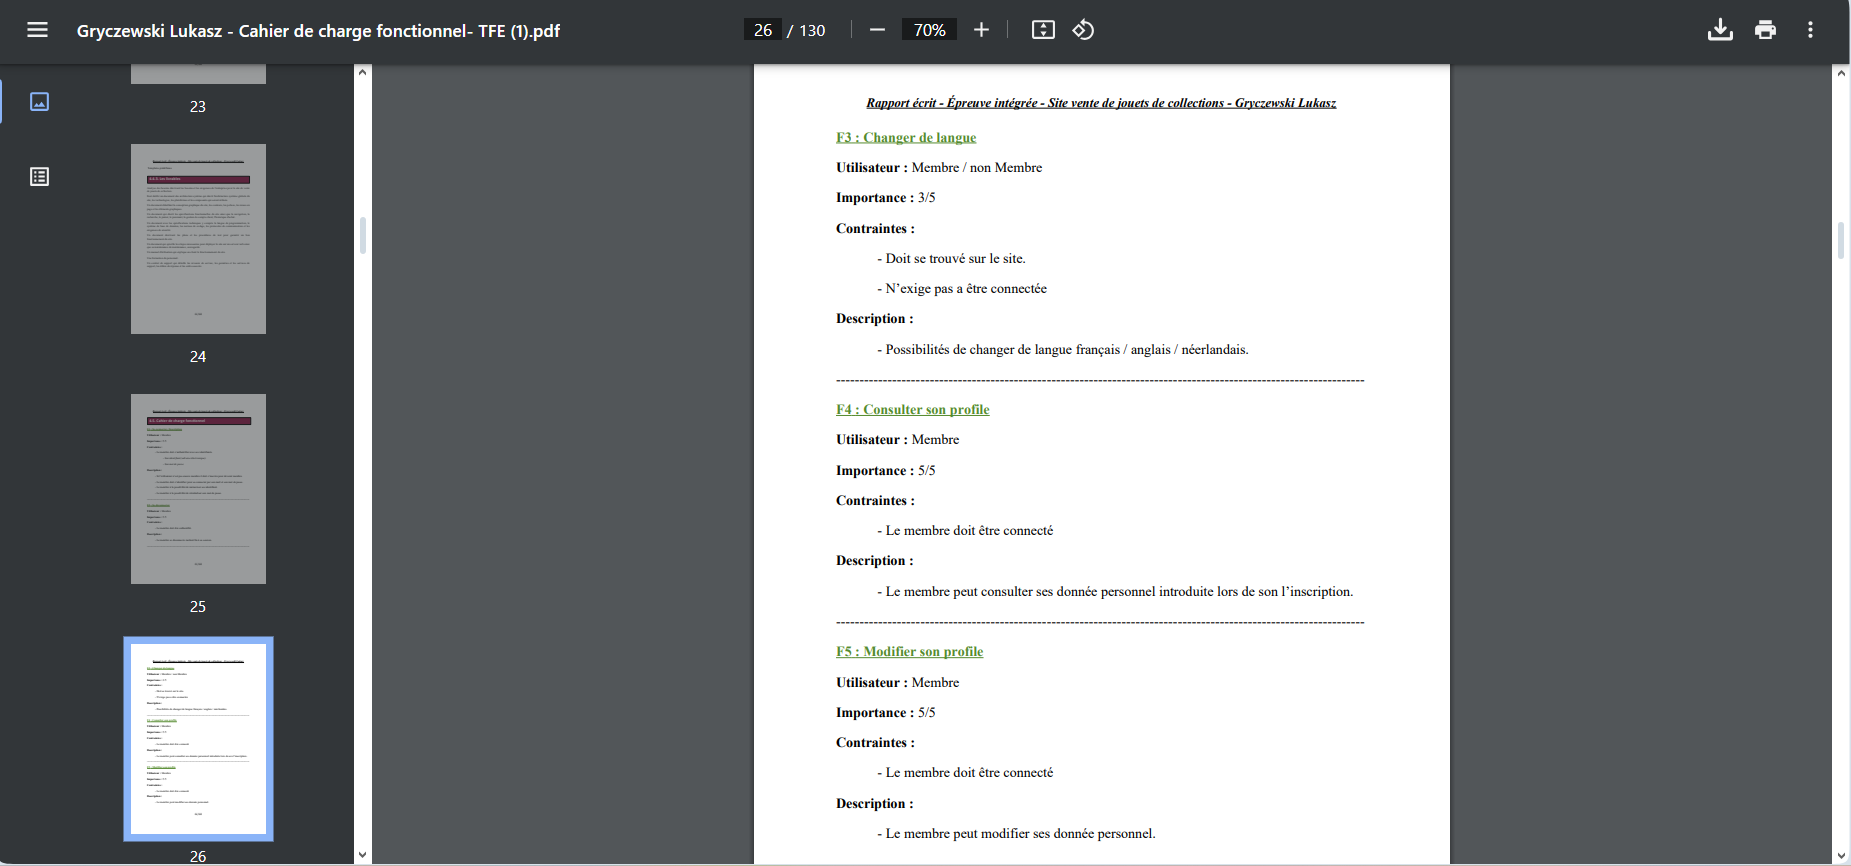 Gryczewski Lukasz - Cahier de charge fonctionnel- TFE (1).pdf
26 / 130
70%
23
24
25
26
Rapport écrit - Épreuve intégrée - Site vente de jouets de collections - Gryczewski Lukasz
F3 : Changer de langue
Utilisateur : Membre / non Membre
Importance : 3/5
Contraintes :
- Doit se trouvé sur le site.
- N’exige pas a être connectée
Description :
- Possibilités de changer de langue français / anglais / néerlandais.
F4 : Consulter son profile
Utilisateur : Membre
Importance : 5/5
Contraintes :
- Le membre doit être connecté
Description :
- Le membre peut consulter ses donnée personnel introduite lors de son l’inscription.
F5 : Modifier son profile
Utilisateur : Membre
Importance : 5/5
Contraintes :
- Le membre doit être connecté
Description :
- Le membre peut modifier ses donnée personnel.